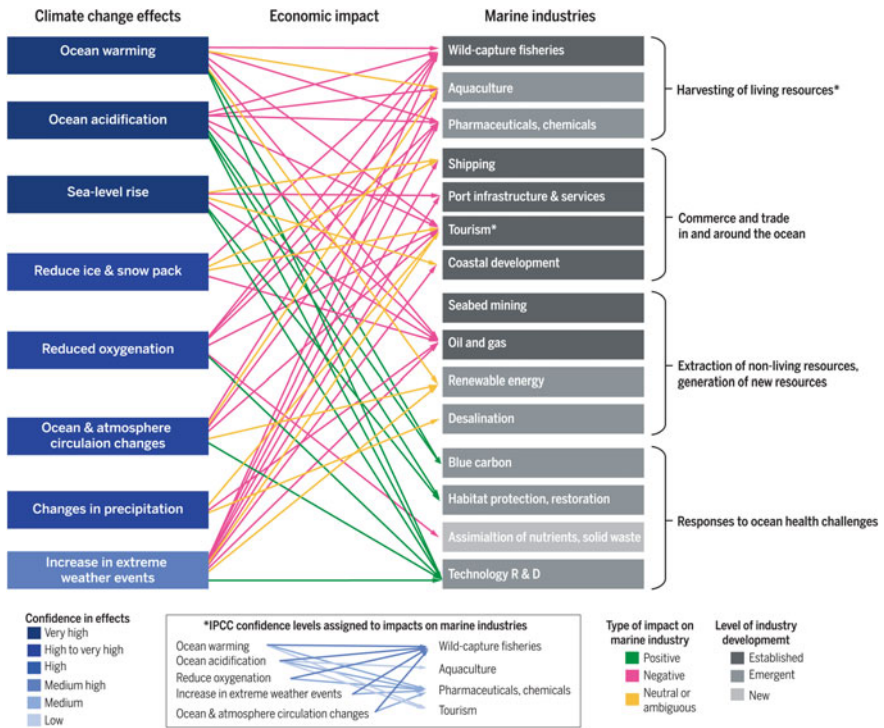 Climate change effects
Economic impact
Marine industries
Ocean warming
Ocean acidification
Sea-level rise
Reduce ice & snow pack
Reduced oxygenation
Ocean & atmosphere
circulaion changes
Changes in precipitation
Increase in extreme
weather events
Wild-capture fisheries
Aquaculture
Pharmaceuticals, chemicals
Shipping
Port infrastructure & services
Tourism*
Coastal development
Seabed mining
Oil and gas
Renewable energy
Desalination
Blue carbon
Habitat protection, restoration
Assimialtion of nutrients, solid waste
Technology R & D
Harvesting of living resources*
Commerce and trade
in and around the ocean
Extraction of non-living resources,
generation of new resources
Responses to ocean health challenges
Confidence in effects
Very high
High to very high
High
Medium high
Medium
Low
*IPCC confidence levels assigned to impacts on marine industries
Ocean warming
Ocean acidification
Reduce oxygenation
Increase in extreme weather events
Ocean & atmosphere circulation changes
Wild-capture fisheries
Aquaculture
Pharmaceuticals, chemicals
Tourism
Type of impact on
marine industry
Positive
Negative
Neutral or
ambiguous
Level of industry
developmemt
Established
Emergent
New